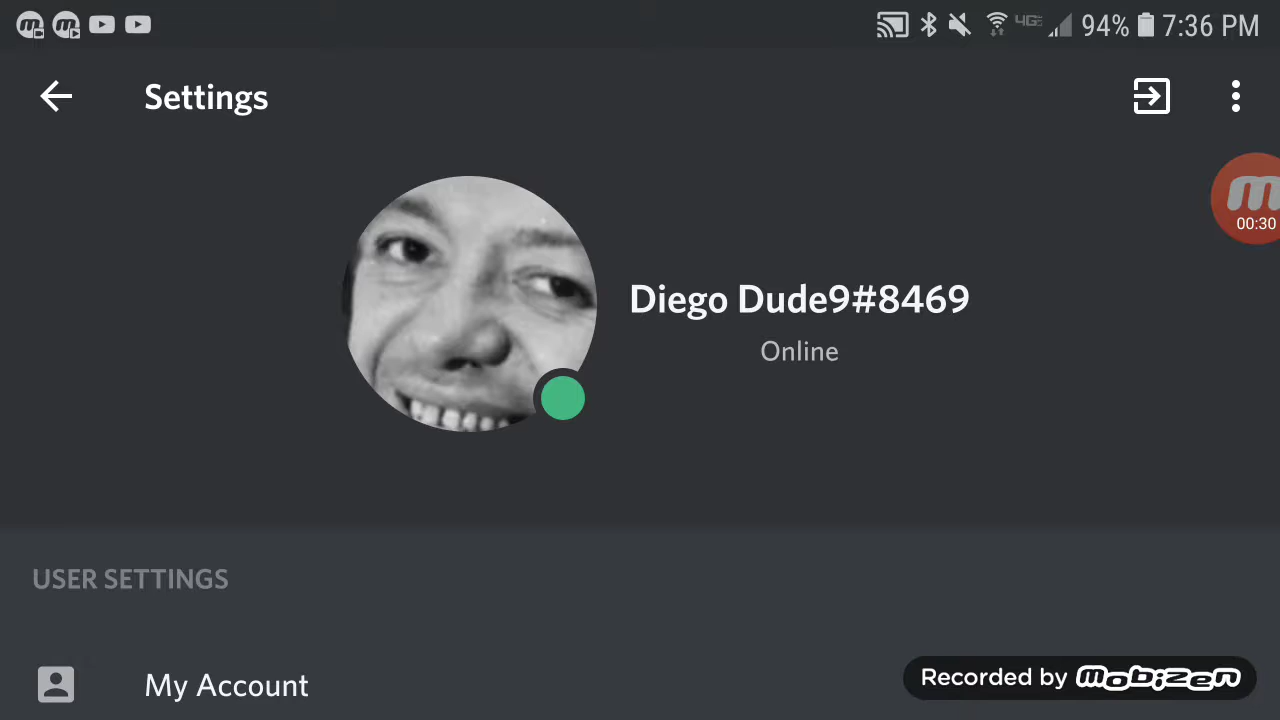 94% 7:36 PM
Settings
00:30
Diego Dude9#8469
Online
USER SETTINGS
My Account
Recorded by mobizen